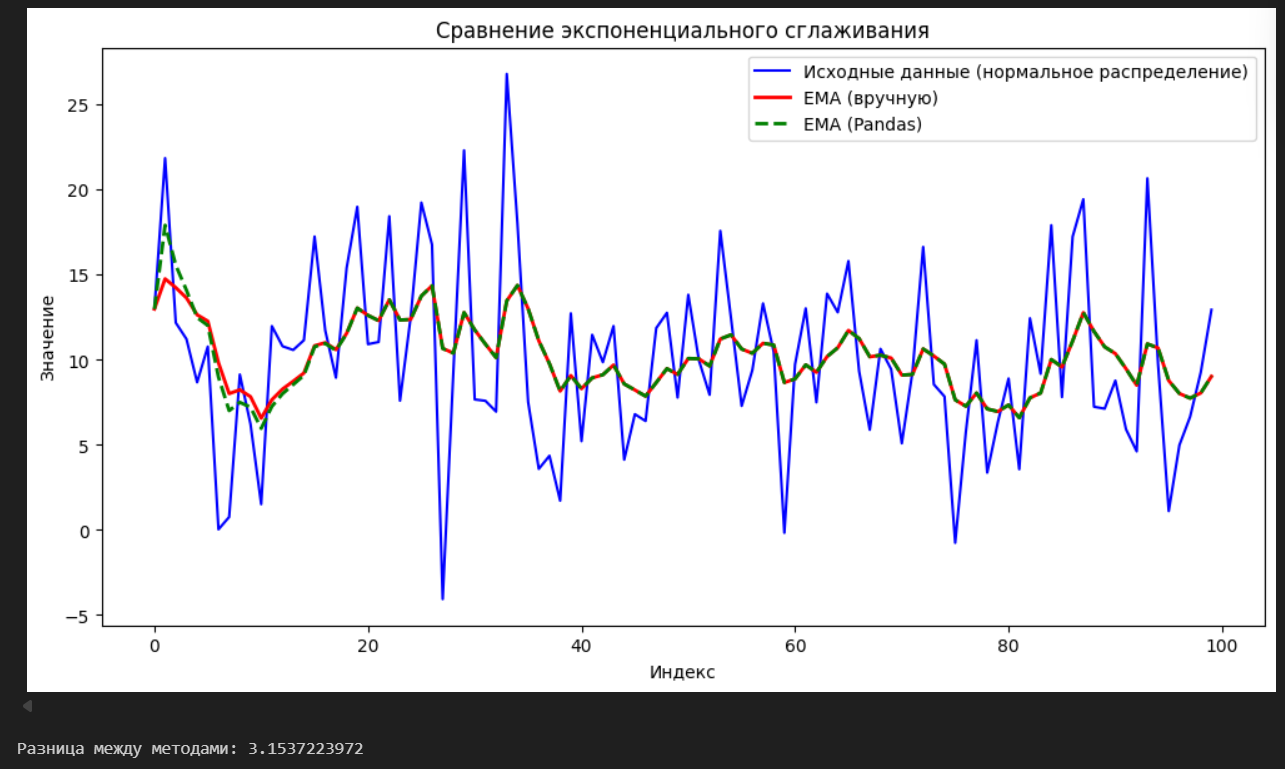 Сравнение экспоненциального сглаживания
Исходные данные (нормальное распределение)
EMA (вручную)
EMA (Pandas)
Значение
25
20
15
10
5
0
−5
0 20 40 60 80 100
Индекс
Разница между методами: 3.1537223972